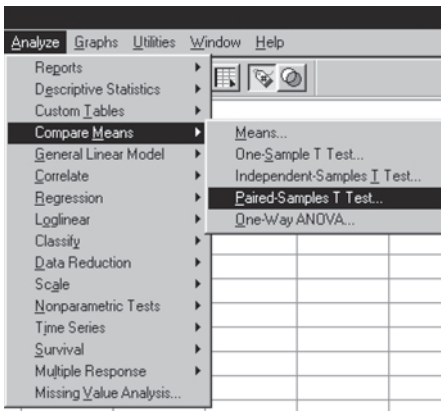 Analyze Graphs Utilities Window Help
Reports
Descriptive Statistics
Custom Tables
Compare Means
General Linear Model
Correlate
Regression
Loglinear
Classify
Data Reduction
Scale
Nonparametric Tests
Time Series
Survival
Multiple Response
Missing Value Analysis...
Means...
One-Sample T Test...
Independent-Samples T Test...
Paired-Samples T Test...
One-Way ANOVA...